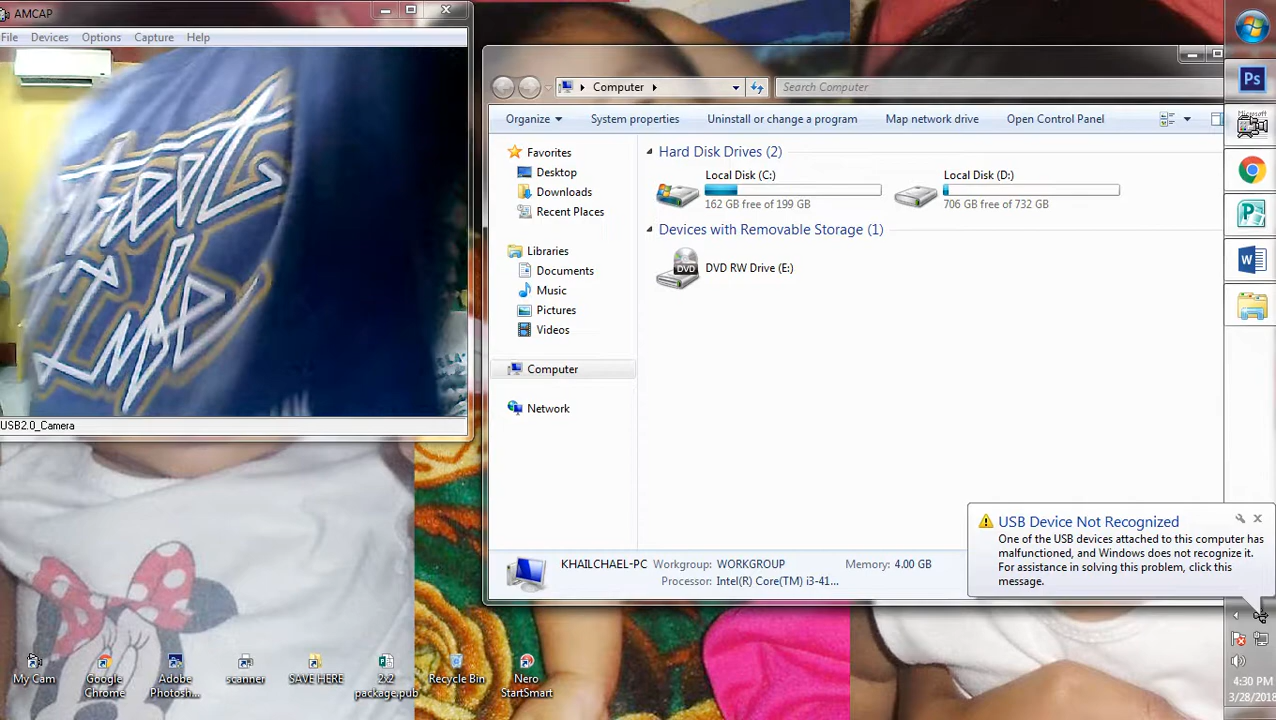 AMCAP
File Devices Options Capture Help
USB2.0_Camera
Computer
Search Computer
Organize System properties Uninstall or change a program Map network drive Open Control Panel
Favorites
Desktop
Downloads
Recent Places
Libraries
Documents
Music
Pictures
Videos
Computer
Network
Hard Disk Drives (2)
Local Disk (C:)
162 GB free of 199 GB
Local Disk (D:)
706 GB free of 732 GB
Devices with Removable Storage (1)
DVD
DVD RW Drive (E:)
KHAILCHAEL-PC Workgroup: WORKGROUP Memory: 4.00 GB
Processor: Intel(R) Core(TM) i3-41...
USB Device Not Recognized
One of the USB devices attached to this computer has
malfunctioned, and Windows does not recognize it.
For assistance in solving this problem, click this
message.
Ps
Microsoft
My Cam
Google
Chrome
Adobe
Photosh...
scanner
SAVE HERE
2x2
package.pub
Recycle Bin
Nero
StartSmart
4:30 PM
3/28/2018